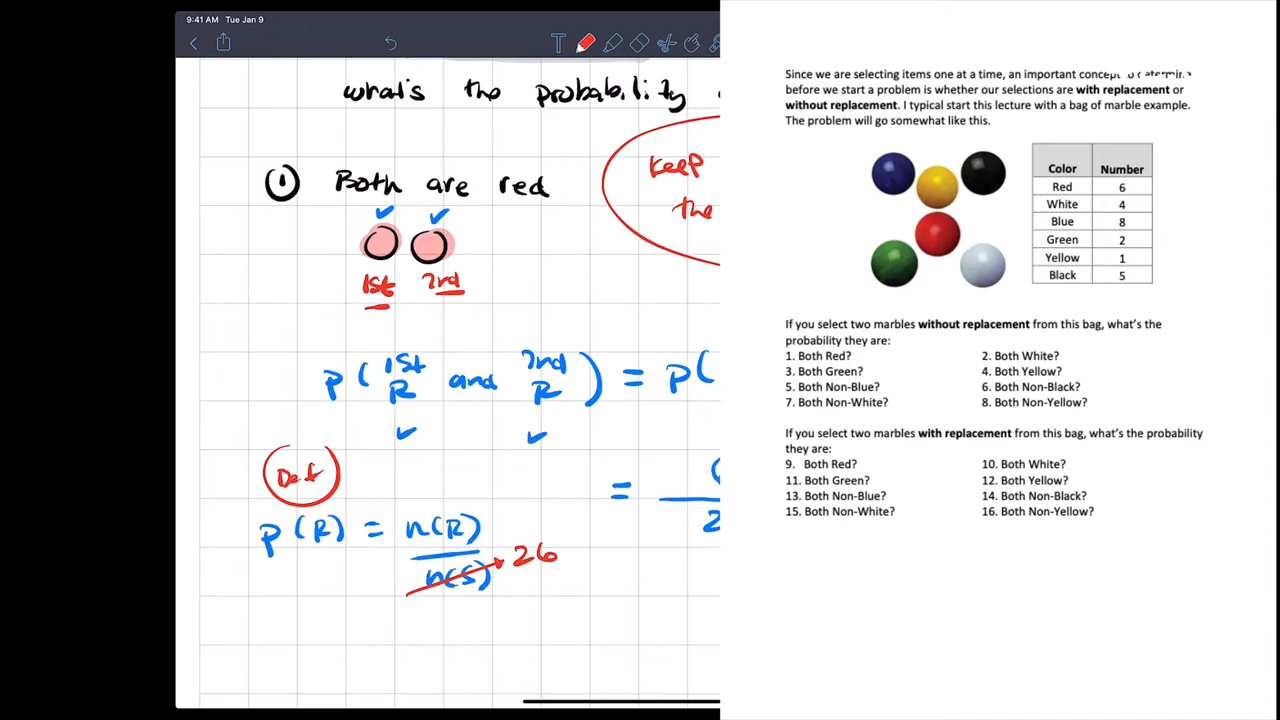 9:41 AM Tue Jan 9
T
what's the probability
① Both are red
keep
the
1st 2rd
p( 1st R and 2nd R ) = p(
Def
p(R) = n(R)
n(S) 26
=
Since we are selecting items one at a time, an important concept
before we start a problem is whether our selections are with replacement or
without replacement. I typical start this lecture with a bag of marble example.
The problem will go somewhat like this.
Color Number
Red 6
White 4
Blue 8
Green 2
Yellow 1
Black 5
If you select two marbles without replacement from this bag, what's the
probability they are:
1. Both Red? 2. Both White?
3. Both Green? 4. Both Yellow?
5. Both Non-Blue? 6. Both Non-Black?
7. Both Non-White? 8. Both Non-Yellow?
If you select two marbles with replacement from this bag, what's the probability
they are:
9. Both Red? 10. Both White?
11. Both Green? 12. Both Yellow?
13. Both Non-Blue? 14. Both Non-Black?
15. Both Non-White? 16. Both Non-Yellow?